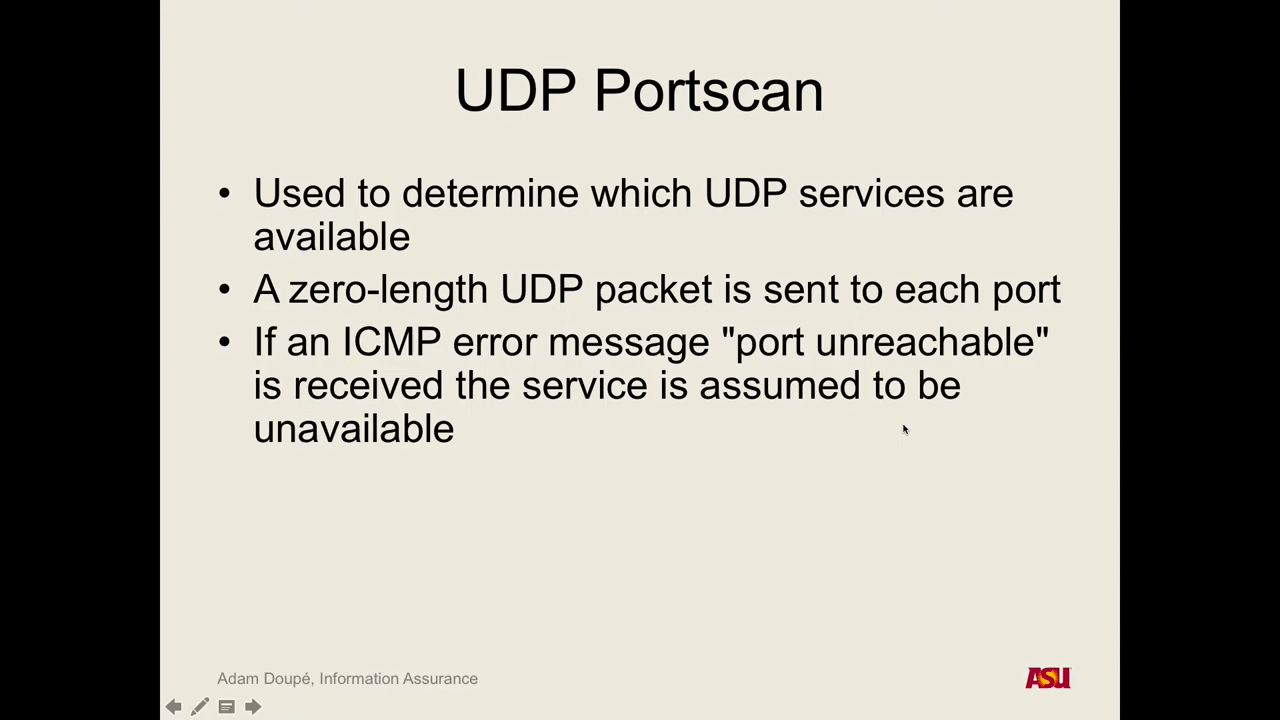 UDP Portscan
• Used to determine which UDP services are
available
• A zero-length UDP packet is sent to each port
• If an ICMP error message "port unreachable"
is received the service is assumed to be
unavailable
Adam Doupé, Information Assurance
ASU